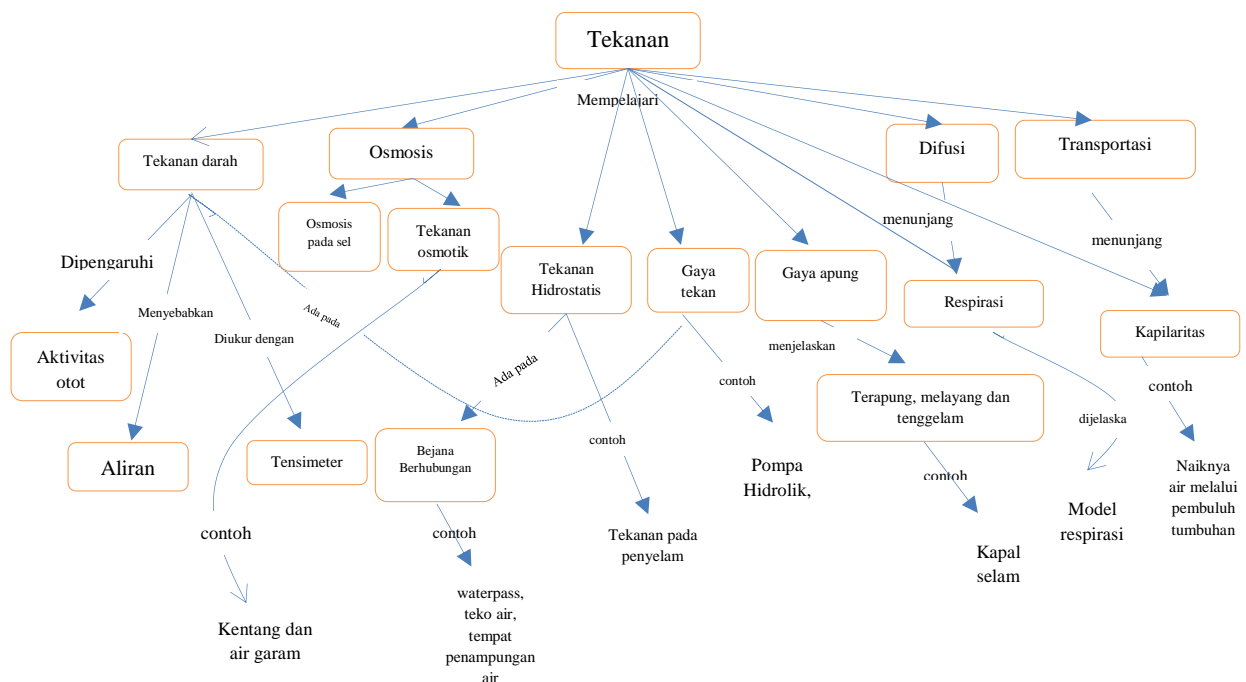 Tekanan
Mempelajari
Tekanan darah
Osmosis
Difusi
Transportasi
Osmosis
pada sel
Tekanan
osmotik
menunjang
menunjang
Dipengaruhi
Tekanan
Hidrostatis
Gaya
tekan
Gaya apung
Respirasi
Kapilaritas
Menyebabkan
Ada pada
Diukur dengan
Aktivitas
otot
Ada pada
menjelaskan
contoh
contoh
Terapung, melayang dan
tenggelam
dijelaska
Aliran
Tensimeter
Bejana
Berhubungan
contoh
Pompa
Hidrolik,
contoh
Naiknya
air melalui
pembuluh
tumbuhan
Model
respirasi
contoh
contoh
Tekanan pada
penyelam
Kapal
selam
Kentang dan
air garam
waterpass,
teko air,
tempat
penampungan
air